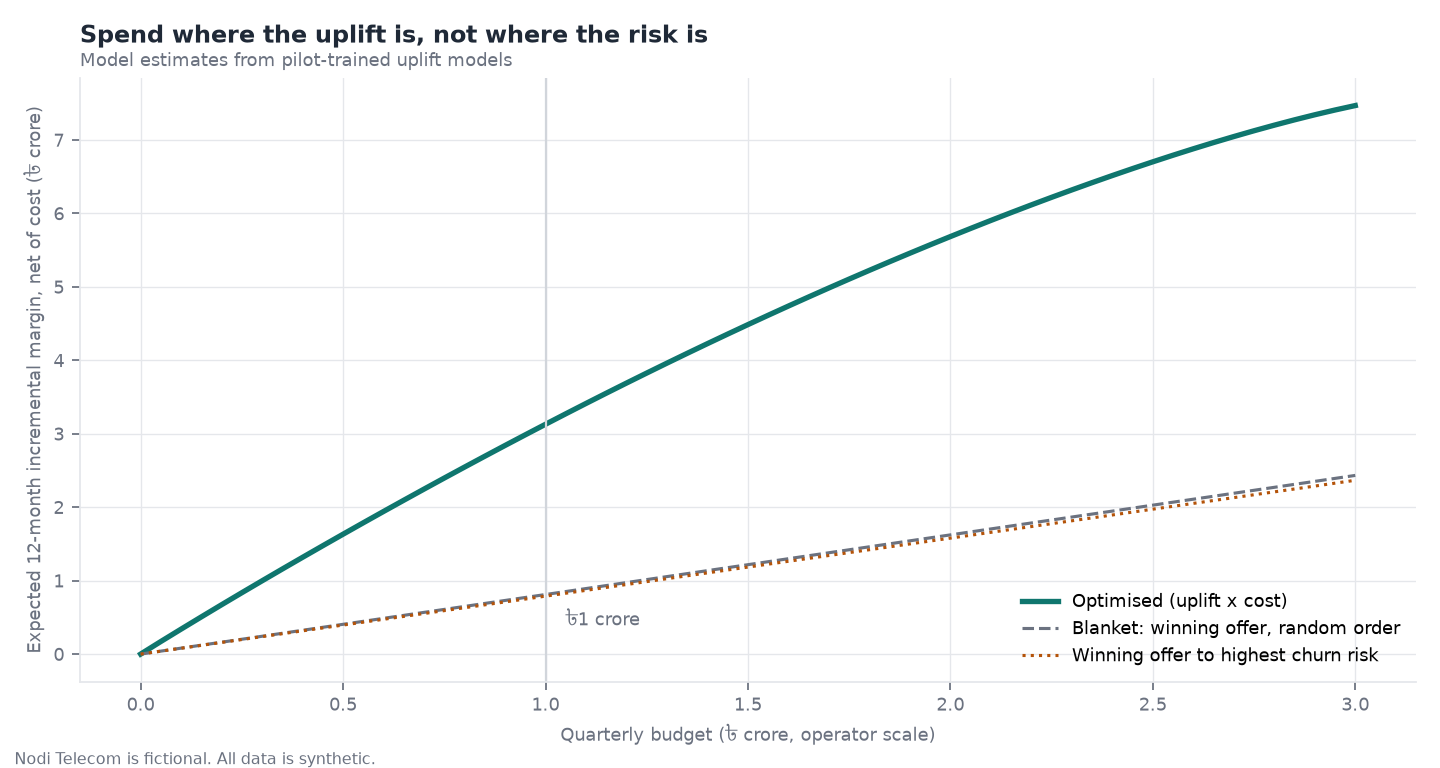 Spend where the uplift is, not where the risk is
Model estimates from pilot-trained uplift models
Expected 12-month incremental margin, net of cost (৳ crore)
7
6
5
4
3
2
1
0
৳1 crore
Optimised (uplift x cost)
Blanket: winning offer, random order
Winning offer to highest churn risk
0.0 0.5 1.0 1.5 2.0 2.5 3.0
Quarterly budget (৳ crore, operator scale)
Nodi Telecom is fictional. All data is synthetic.